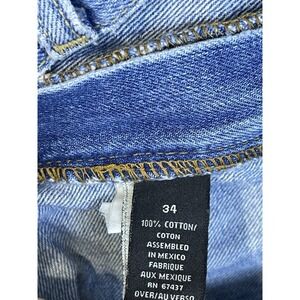 34
100% COTTON/
COTON
ASSEMBLED
IN MEXICO
FABRIQUE
AUX MEXIQUE
RN 67437
OVER/AU VERSO